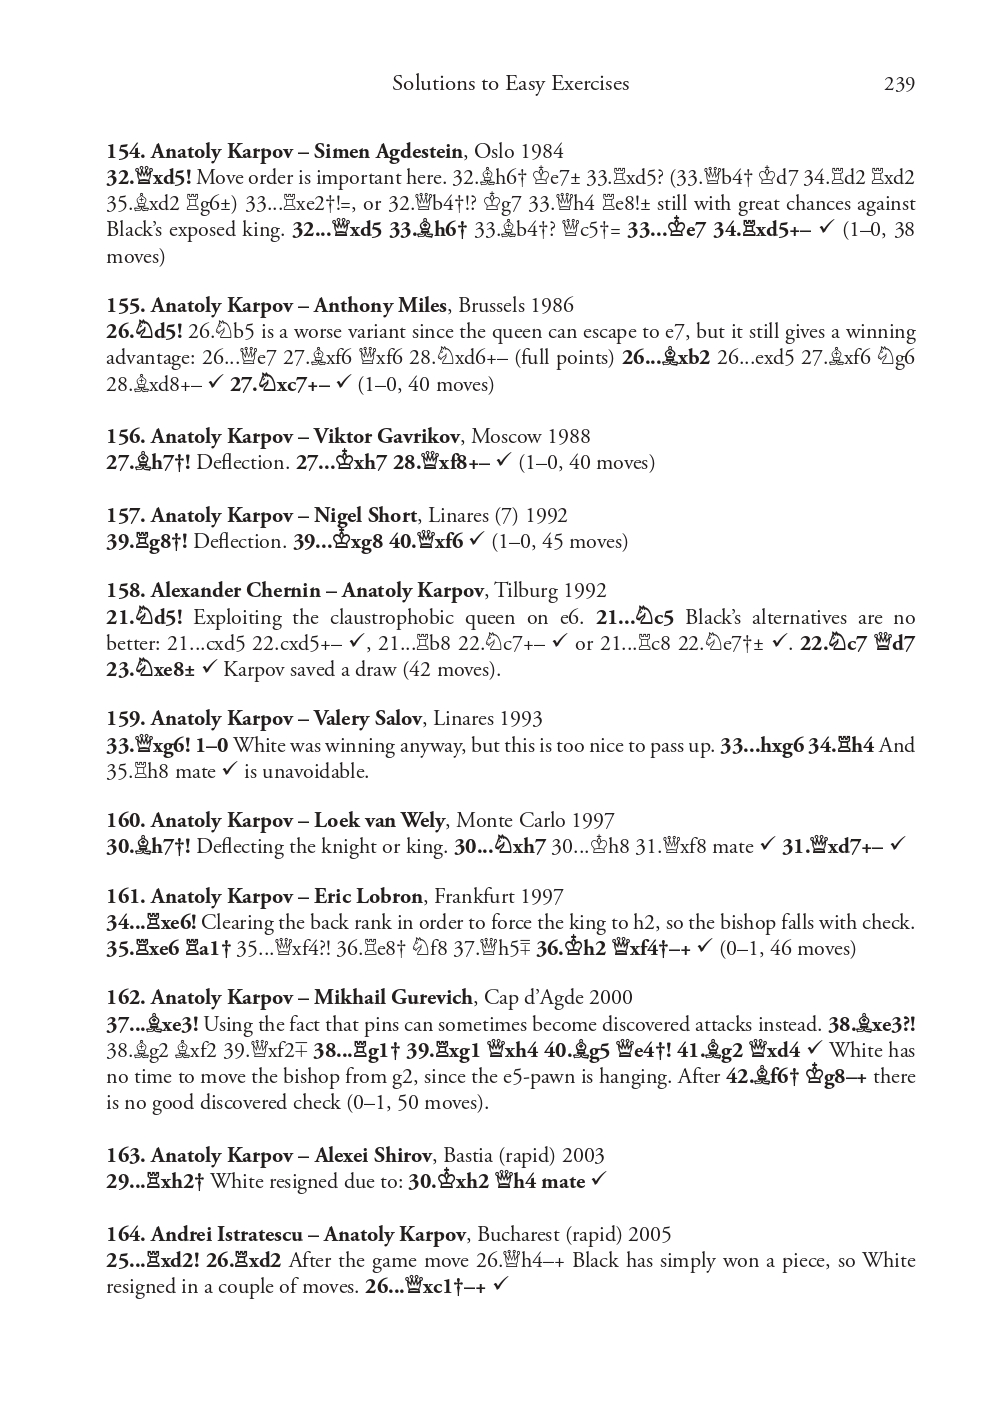 Solutions to Easy Exercises 239
154. Anatoly Karpov – Simen Agdestein, Oslo 1984
32.♕xd5! Move order is important here. 32.♗h6† ♔e7± 33.♖xd5? (33.♕b4† ♔d7 34.♖d2 ♖xd2
35.♗xd2 ♖g6±) 33...♖xe2†!=, or 32.♕b4†!? ♔g7 33.♕h4 ♖e8!± still with great chances against
Black’s exposed king. 32...♕xd5 33.♗h6† 33.♗b4†? ♕c5†= 33...♔e7 34.♖xd5+– ✓ (1–0, 38
moves)
155. Anatoly Karpov – Anthony Miles, Brussels 1986
26.♘d5! 26.♘b5 is a worse variant since the queen can escape to e7, but it still gives a winning
advantage: 26...♕e7 27.♗xf6 ♕xf6 28.♘xd6+– (full points) 26...♗xb2 26...exd5 27.♗xf6 ♘g6
28.♗xd8+– ✓ 27.♘xc7+– ✓ (1–0, 40 moves)
156. Anatoly Karpov – Viktor Gavrikov, Moscow 1988
27.♗h7†! Deflection. 27...♔xh7 28.♕xf8+– ✓ (1–0, 40 moves)
157. Anatoly Karpov – Nigel Short, Linares (7) 1992
39.♖g8†! Deflection. 39...♔xg8 40.♕xf6 ✓ (1–0, 45 moves)
158. Alexander Chernin – Anatoly Karpov, Tilburg 1992
21.♘d5! Exploiting the claustrophobic queen on e6. 21...♘c5 Black’s alternatives are no
better: 21...cxd5 22.cxd5+– ✓, 21...♖b8 22.♘c7+– ✓ or 21...♖c8 22.♘e7†± ✓. 22.♘c7 ♕d7
23.♘xe8± ✓ Karpov saved a draw (42 moves).
159. Anatoly Karpov – Valery Salov, Linares 1993
33.♕xg6! 1–0 White was winning anyway, but this is too nice to pass up. 33...hxg6 34.♖h4 And
35.♖h8 mate ✓ is unavoidable.
160. Anatoly Karpov – Loek van Wely, Monte Carlo 1997
30.♗h7†! Deflecting the knight or king. 30...♘xh7 30...♔h8 31.♕xf8 mate ✓ 31.♕xd7+– ✓
161. Anatoly Karpov – Eric Lobron, Frankfurt 1997
34...♖xe6! Clearing the back rank in order to force the king to h2, so the bishop falls with check.
35.♖xe6 ♖a1† 35...♕xf4?! 36.♖e8† ♘f8 37.♕h5∓ 36.♔h2 ♕xf4†–+ ✓ (0–1, 46 moves)
162. Anatoly Karpov – Mikhail Gurevich, Cap d’Agde 2000
37...♗xe3! Using the fact that pins can sometimes become discovered attacks instead. 38.♗xe3?!
38.♗g2 ♗xf2 39.♕xf2∓ 38...♖g1† 39.♖xg1 ♕xh4 40.♗g5 ♕e4†! 41.♗g2 ♕xd4 ✓ White has
no time to move the bishop from g2, since the e5-pawn is hanging. After 42.♗f6† ♔g8–+ there
is no good discovered check (0–1, 50 moves).
163. Anatoly Karpov – Alexei Shirov, Bastia (rapid) 2003
29...♖xh2† White resigned due to: 30.♔xh2 ♕h4 mate ✓
164. Andrei Istratescu – Anatoly Karpov, Bucharest (rapid) 2005
25...♖xd2! 26.♖xd2 After the game move 26.♕h4–+ Black has simply won a piece, so White
resigned in a couple of moves. 26...♕xc1†–+ ✓